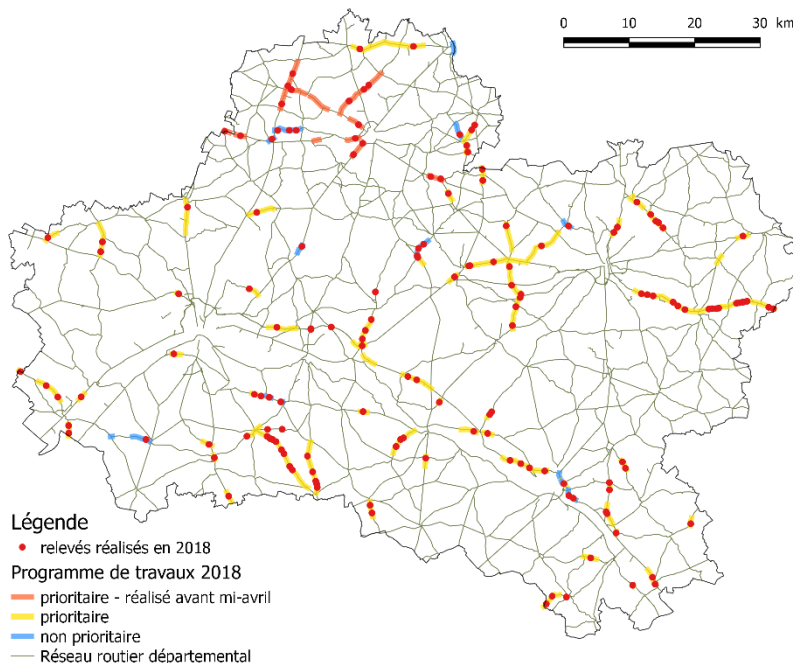 0 10 20 30 km
Légende
relevés réalisés en 2018
Programme de travaux 2018
prioritaire - réalisé avant mi-avril
prioritaire
non prioritaire
Réseau routier départemental